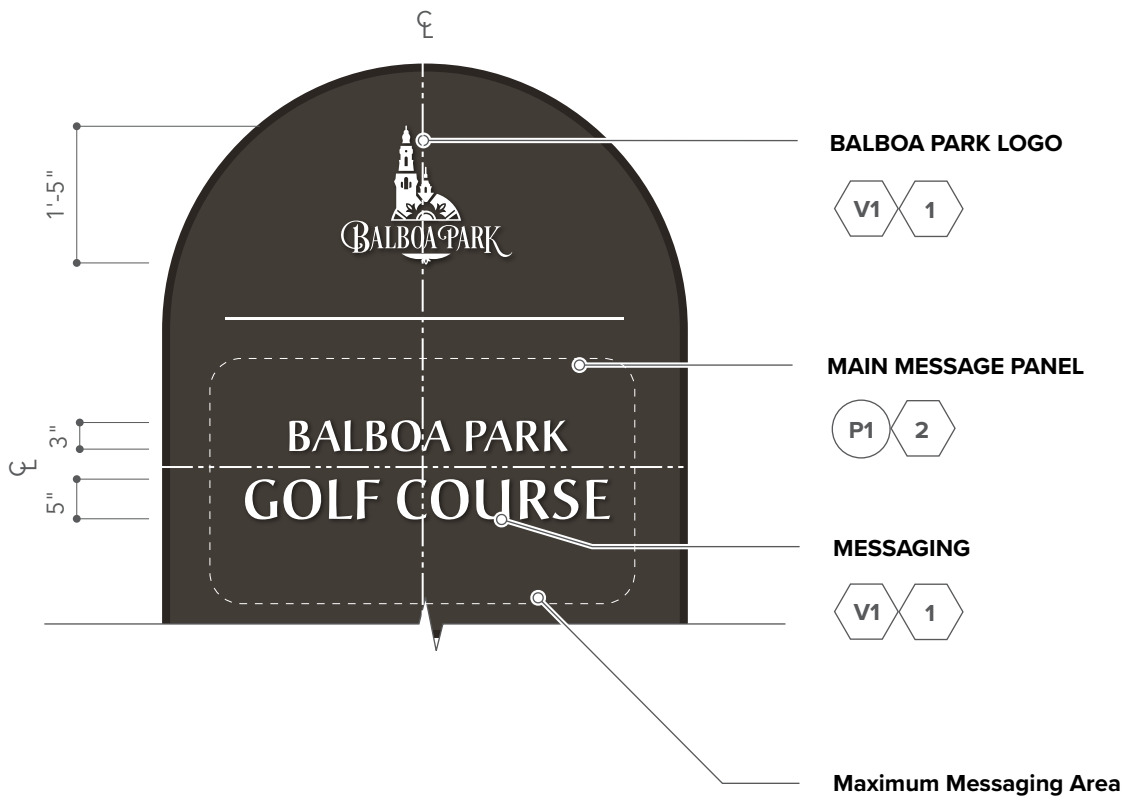 ℄
BALBOA PARK LOGO
1'-5"
V1 1
BALBOA PARK
MAIN MESSAGE PANEL
P1 2
3"
BALBOA PARK
℄
5"
GOLF COURSE
MESSAGING
V1 1
Maximum Messaging Area